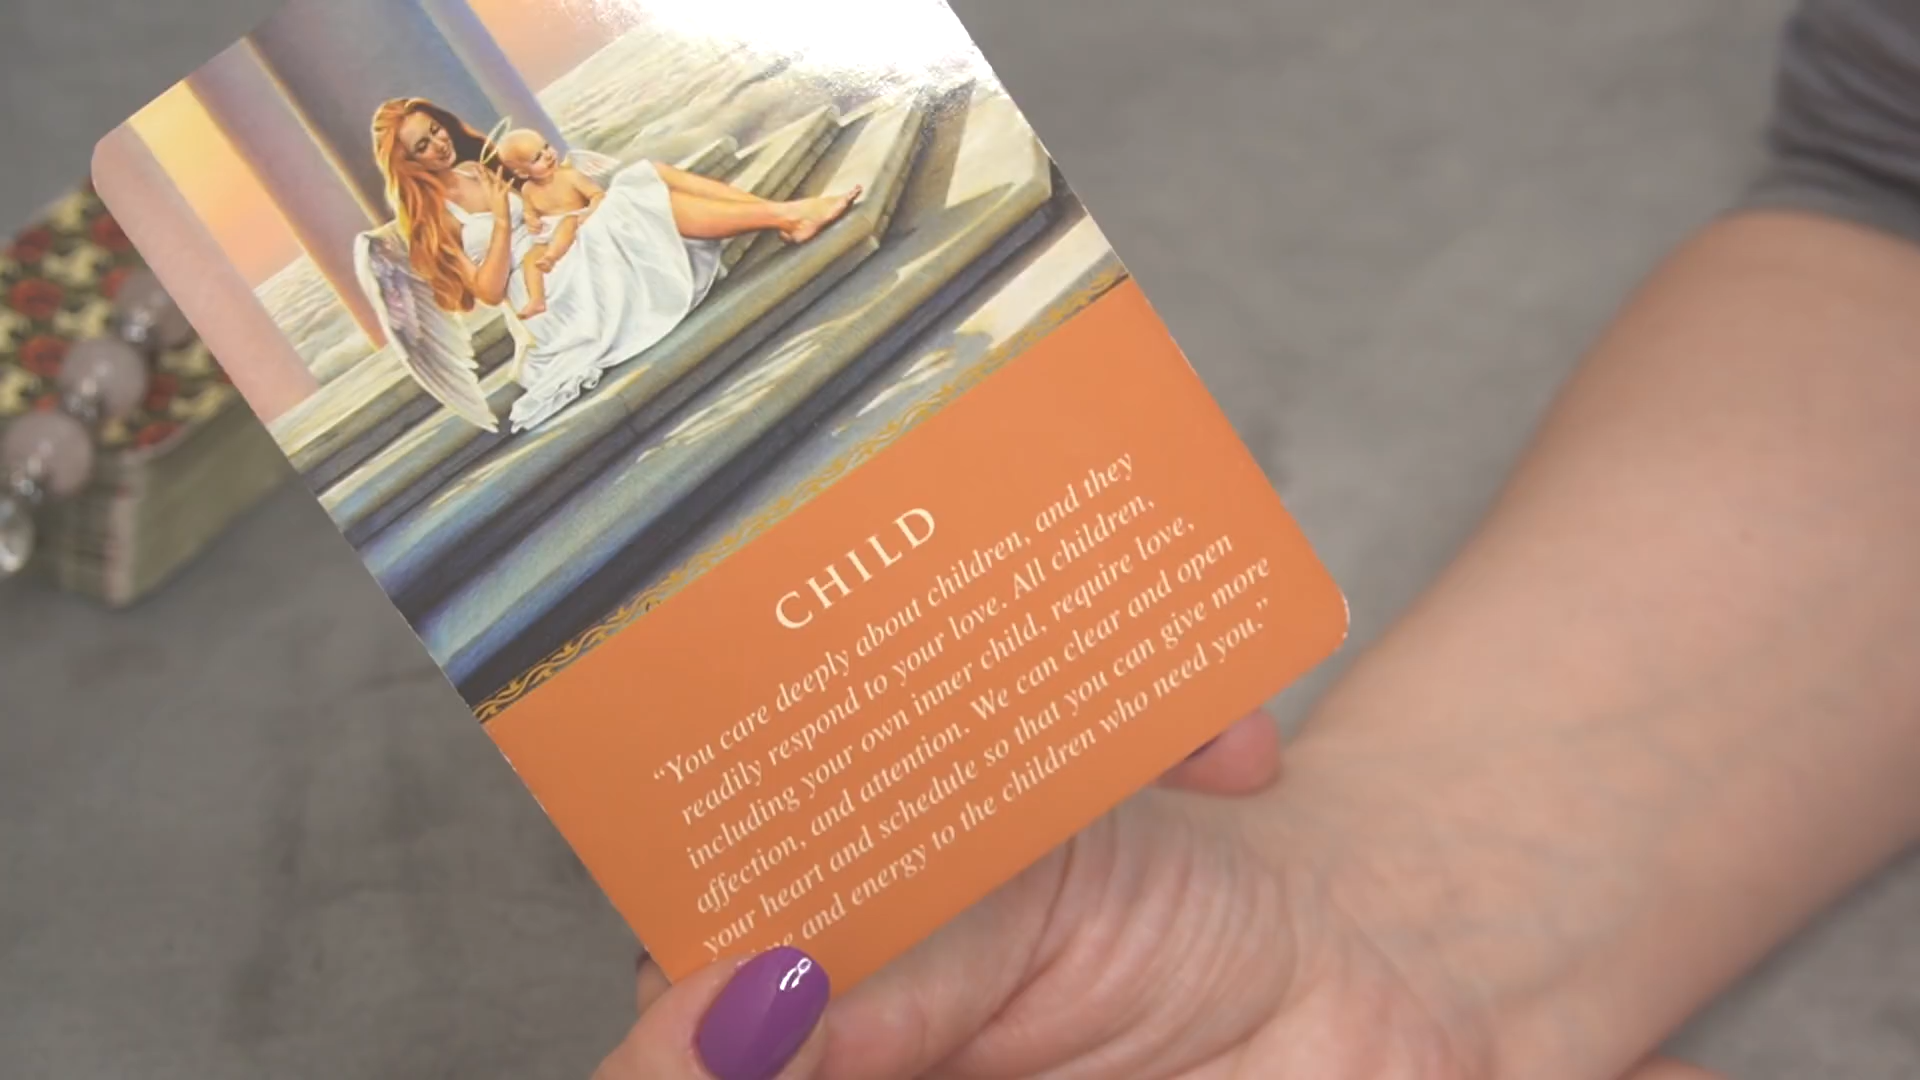 CHILD
“You care deeply about children, and they
readily respond to your love. All children,
including your own inner child, require love,
affection, and attention. We can clear and open
your heart and schedule so that you can give more
and energy to the children who need you.”